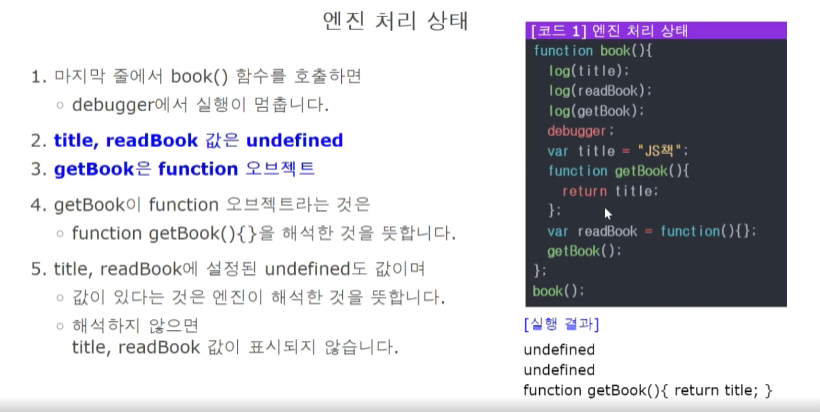 엔진 처리 상태
1. 마지막 줄에서 book() 함수를 호출하면
○ debugger에서 실행이 멈춥니다.
2. title, readBook 값은 undefined
3. getBook은 function 오브젝트
4. getBook이 function 오브젝트라는 것은
○ function getBook(){}을 해석한 것을 뜻합니다.
5. title, readBook에 설정된 undefined도 값이며
○ 값이 있다는 것은 엔진이 해석한 것을 뜻합니다.
○ 해석하지 않으면
title, readBook 값이 표시되지 않습니다.
[코드 1] 엔진 처리 상태
function book(){
log(title);
log(readBook);
log(getBook);
debugger;
var title = "JS책";
function getBook(){
return title;
};
var readBook = function(){};
getBook();
};
book();
[실행 결과]
undefined
undefined
function getBook(){ return title; }